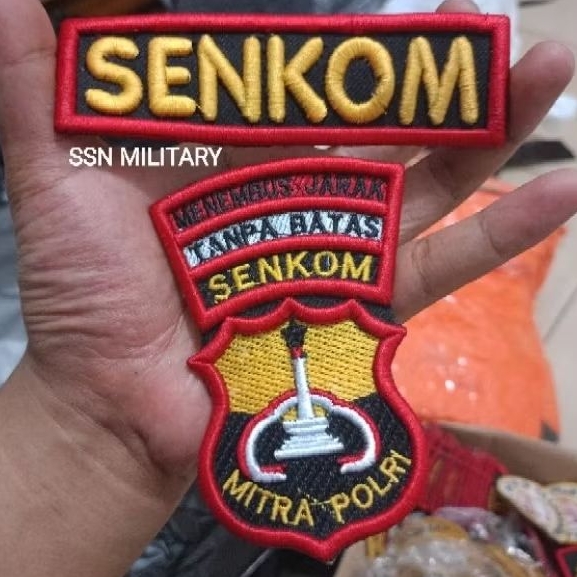 SENKOM
SSN MILITARY
MENEMBUS JARAK
TANPA BATAS
SENKOM
MITRA POLRI